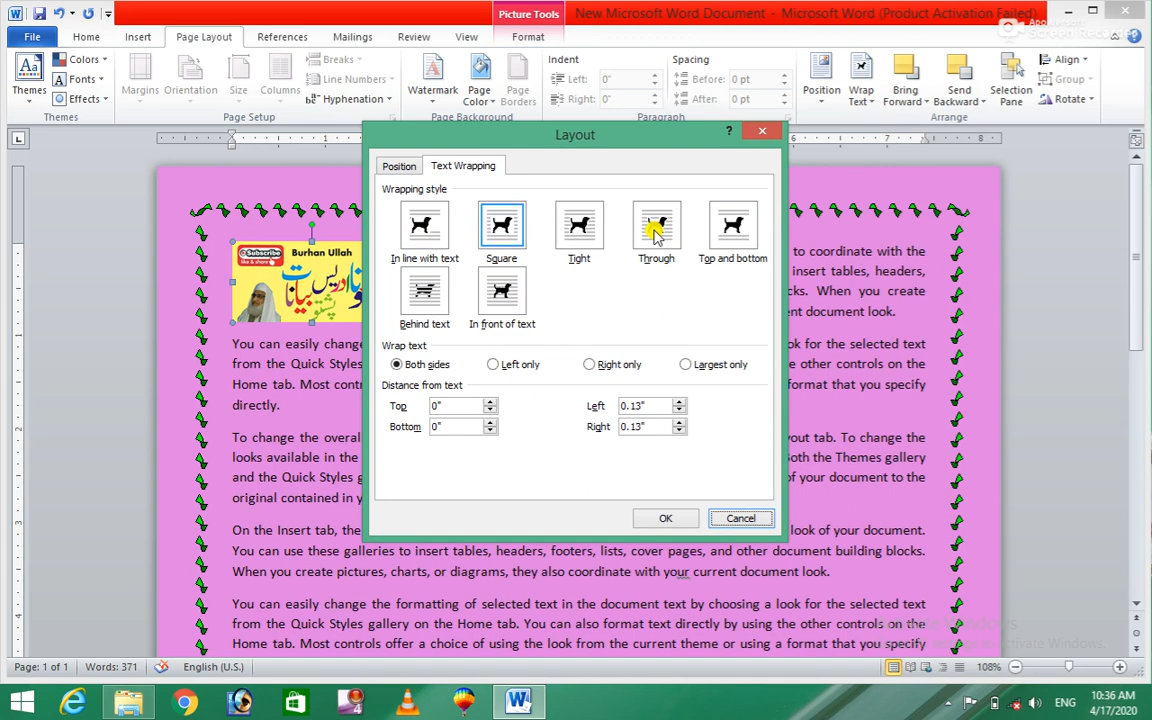 Picture Tools
New Microsoft Word Document - Microsoft Word (Product Activation Failed)
File Home Insert Page Layout References Mailings Review View Format
Themes
Colors
Fonts
Effects
Themes
Margins Orientation Size Columns
Breaks
Line Numbers
Hyphenation
Page Setup
Watermark
Page Color
Page Borders
Page Background
Indent
Left: 0"
Right: 0"
Spacing
Before: 0 pt
After: 0 pt
Paragraph
Position
Wrap Text
Bring Forward
Send Backward
Selection Pane
Align
Group
Rotate
Arrange
Layout
Position Text Wrapping
Wrapping style
In line with text Square Tight Through Top and bottom
Behind text In front of text
Wrap text
Both sides Left only Right only Largest only
Distance from text
Top 0" Left 0.13"
Bottom 0" Right 0.13"
OK Cancel
Subscribe
like & share
Burhan Ullah
ادریس بیانات
پشتو
to coordinate with the
insert tables, headers,
cks. When you create
ent document look.
You can easily change
ok for the selected text
from the Quick Styles
e other controls on the
Home tab. Most contr
format that you specify
directly.
To change the overal
yout tab. To change the
looks available in the
Both the Themes gallery
and the Quick Styles g
of your document to the
original contained in y
On the Insert tab, the
look of your document.
You can use these galleries to insert tables, headers, footers, lists, cover pages, and other document building blocks.
When you create pictures, charts, or diagrams, they also coordinate with your current document look.
You can easily change the formatting of selected text in the document text by choosing a look for the selected text
from the Quick Styles gallery on the Home tab. You can also format text directly by using the other controls on the
Home tab. Most controls offer a choice of using the look from the current theme or using a format that you specify
Page: 1 of 1 Words: 371 English (U.S.) 108%
ENG
10:36 AM
4/17/2020